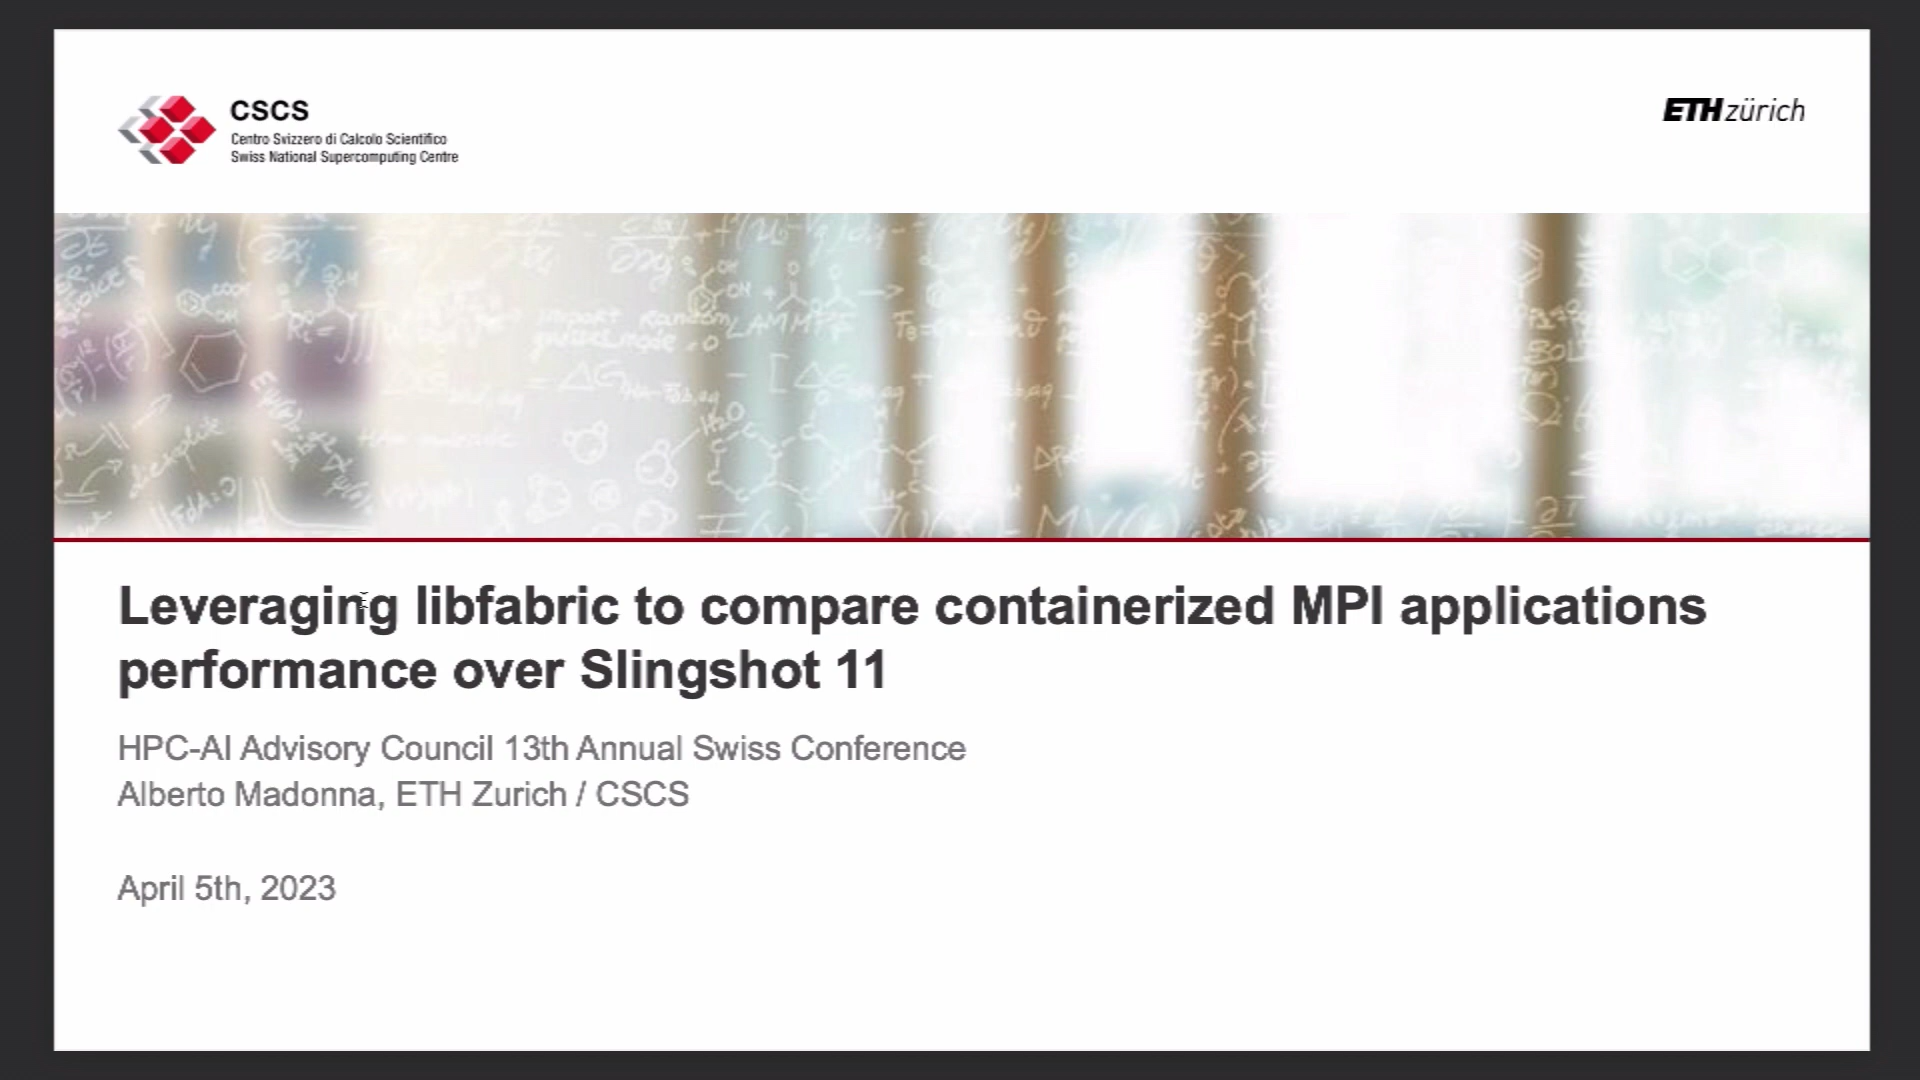 CSCS
Centro Svizzero di Calcolo Scientifico
Swiss National Supercomputing Centre
ETH zürich
Leveraging libfabric to compare containerized MPI applications
performance over Slingshot 11
HPC-AI Advisory Council 13th Annual Swiss Conference
Alberto Madonna, ETH Zurich / CSCS
April 5th, 2023